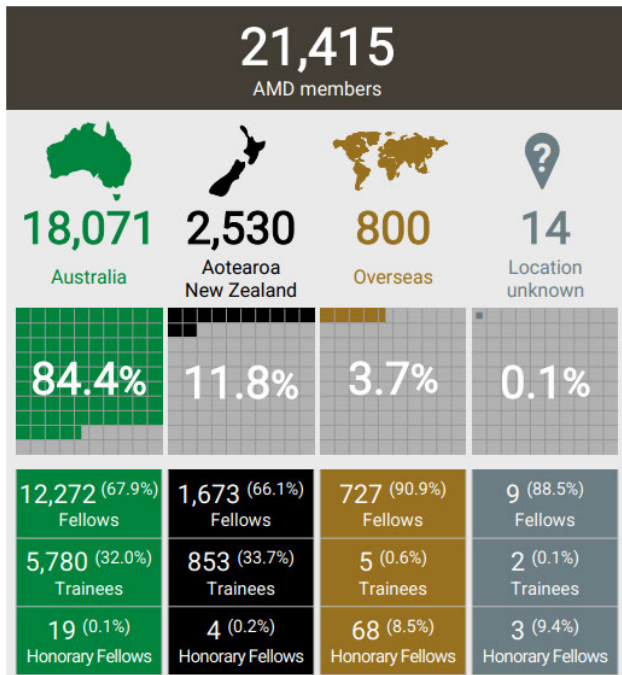 21,415
AMD members
?
18,071 2,530 800 14
Australia Aotearoa New Zealand Overseas Location unknown
84.4% 11.8% 3.7% 0.1%
12,272 (67.9%) 1,673 (66.1%) 727 (90.9%) 9 (88.5%)
Fellows Fellows Fellows Fellows
5,780 (32.0%) 853 (33.7%) 5 (0.6%) 2 (0.1%)
Trainees Trainees Trainees Trainees
19 (0.1%) 4 (0.2%) 68 (8.5%) 3 (9.4%)
Honorary Fellows Honorary Fellows Honorary Fellows Honorary Fellows